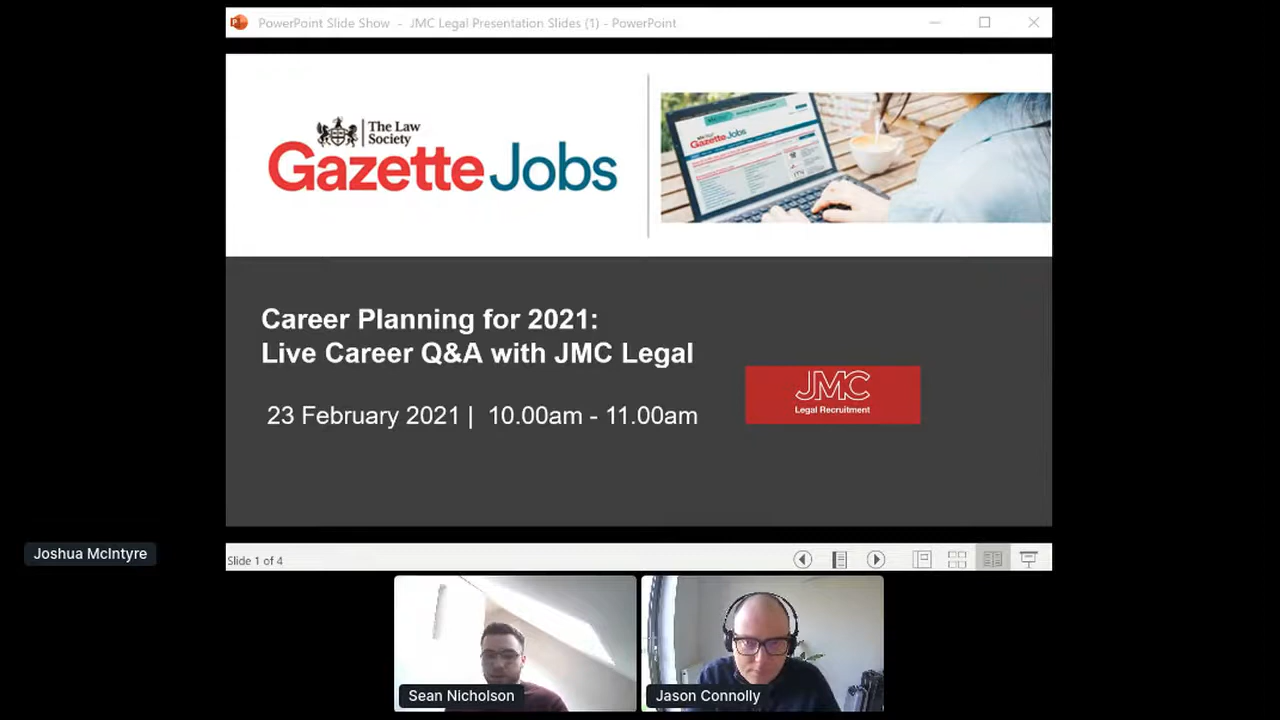 PowerPoint Slide Show - JMC Legal Presentation Slides (1) - PowerPoint
The Law
Society
GazetteJobs
GazetteJobs
Career Planning for 2021:
Live Career Q&A with JMC Legal
JMC
Legal Recruitment
23 February 2021 | 10.00am - 11.00am
Joshua McIntyre
Slide 1 of 4
Sean Nicholson
Jason Connolly